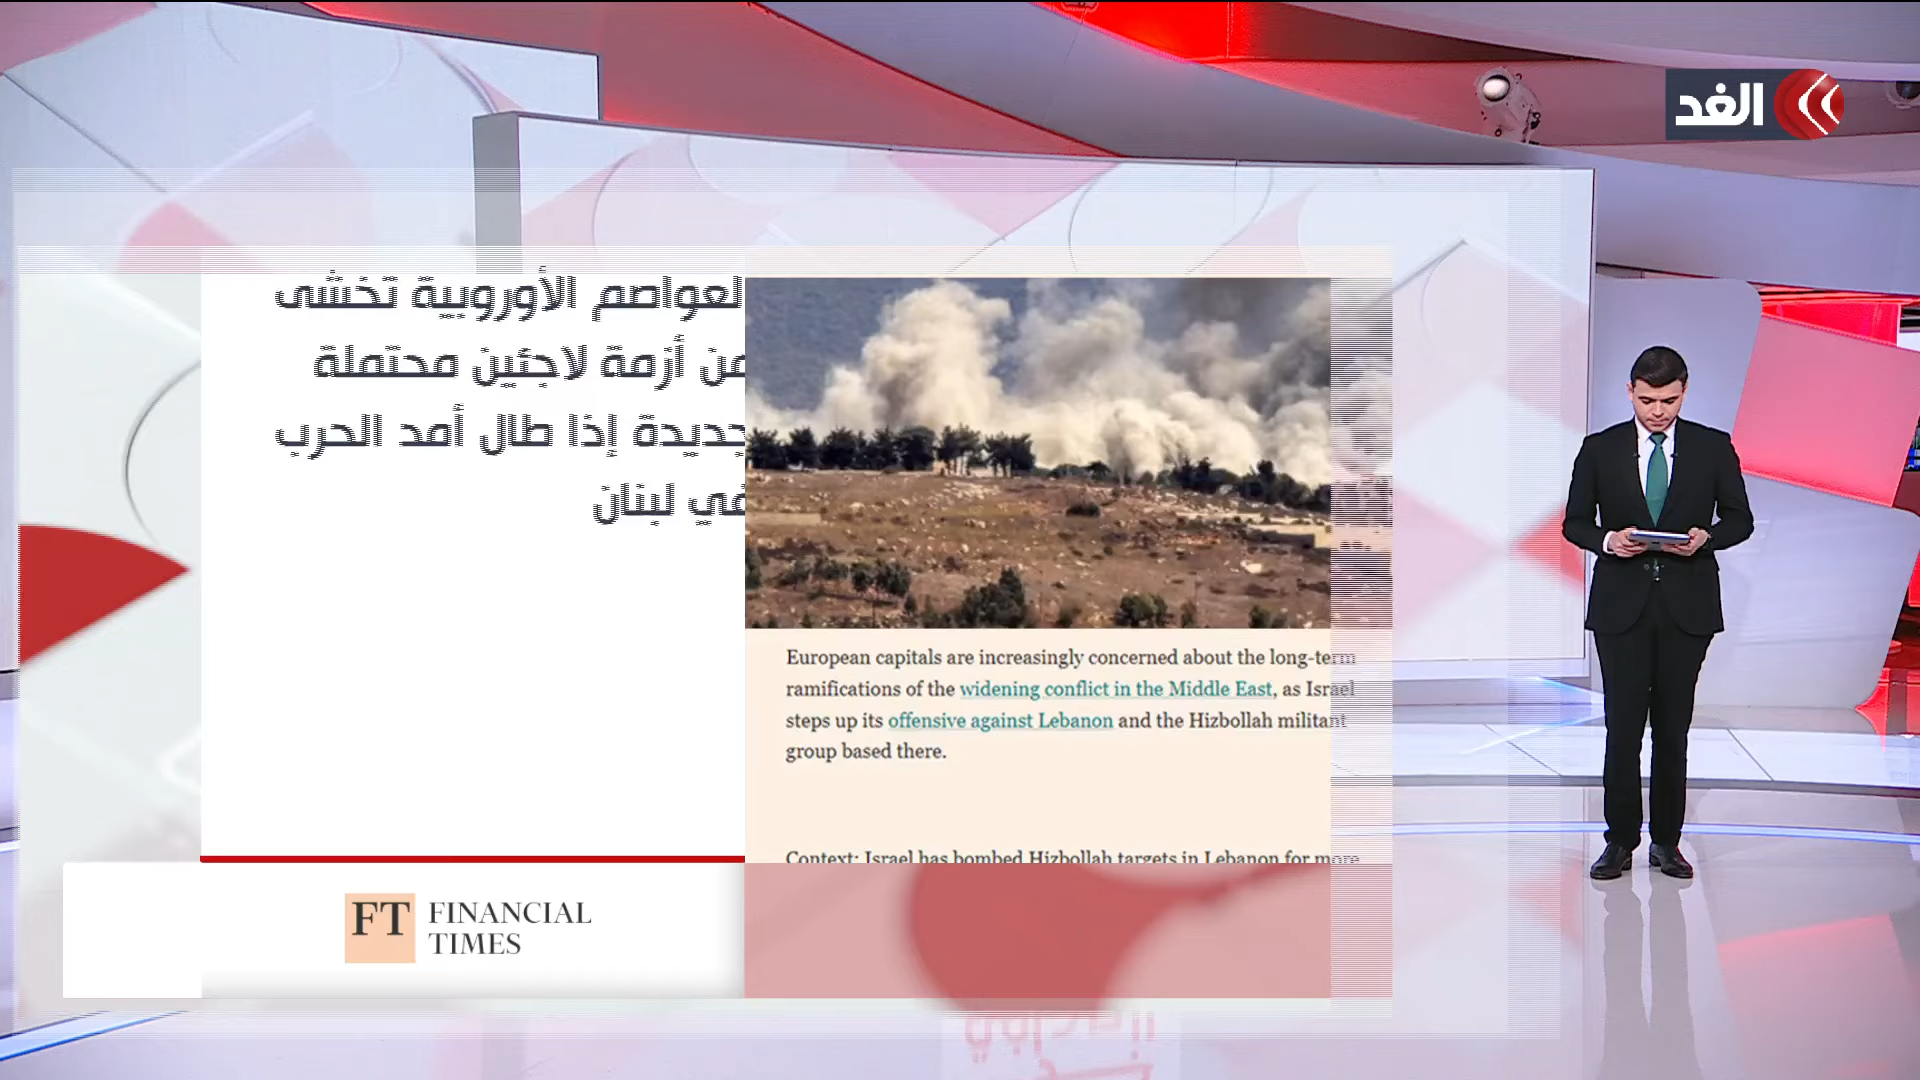 الغد
لعواصم الأوروبية تخشى
من أزمة لاجئين محتملة
جديدة إذا طال أمد الحرب
في لبنان
European capitals are increasingly concerned about the long-term
ramifications of the widening conflict in the Middle East, as Israel
steps up its offensive against Lebanon and the Hizbollah militant
group based there.
Context: Israel has bombed Hizbollah targets in Lebanon for more
FT FINANCIAL
TIMES